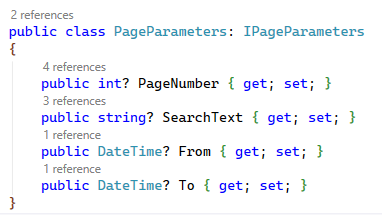 2 references
public class PageParameters: IPageParameters
{
4 references
public int? PageNumber { get; set; }
3 references
public string? SearchText { get; set; }
1 reference
public DateTime? From { get; set; }
1 reference
public DateTime? To { get; set; }
}